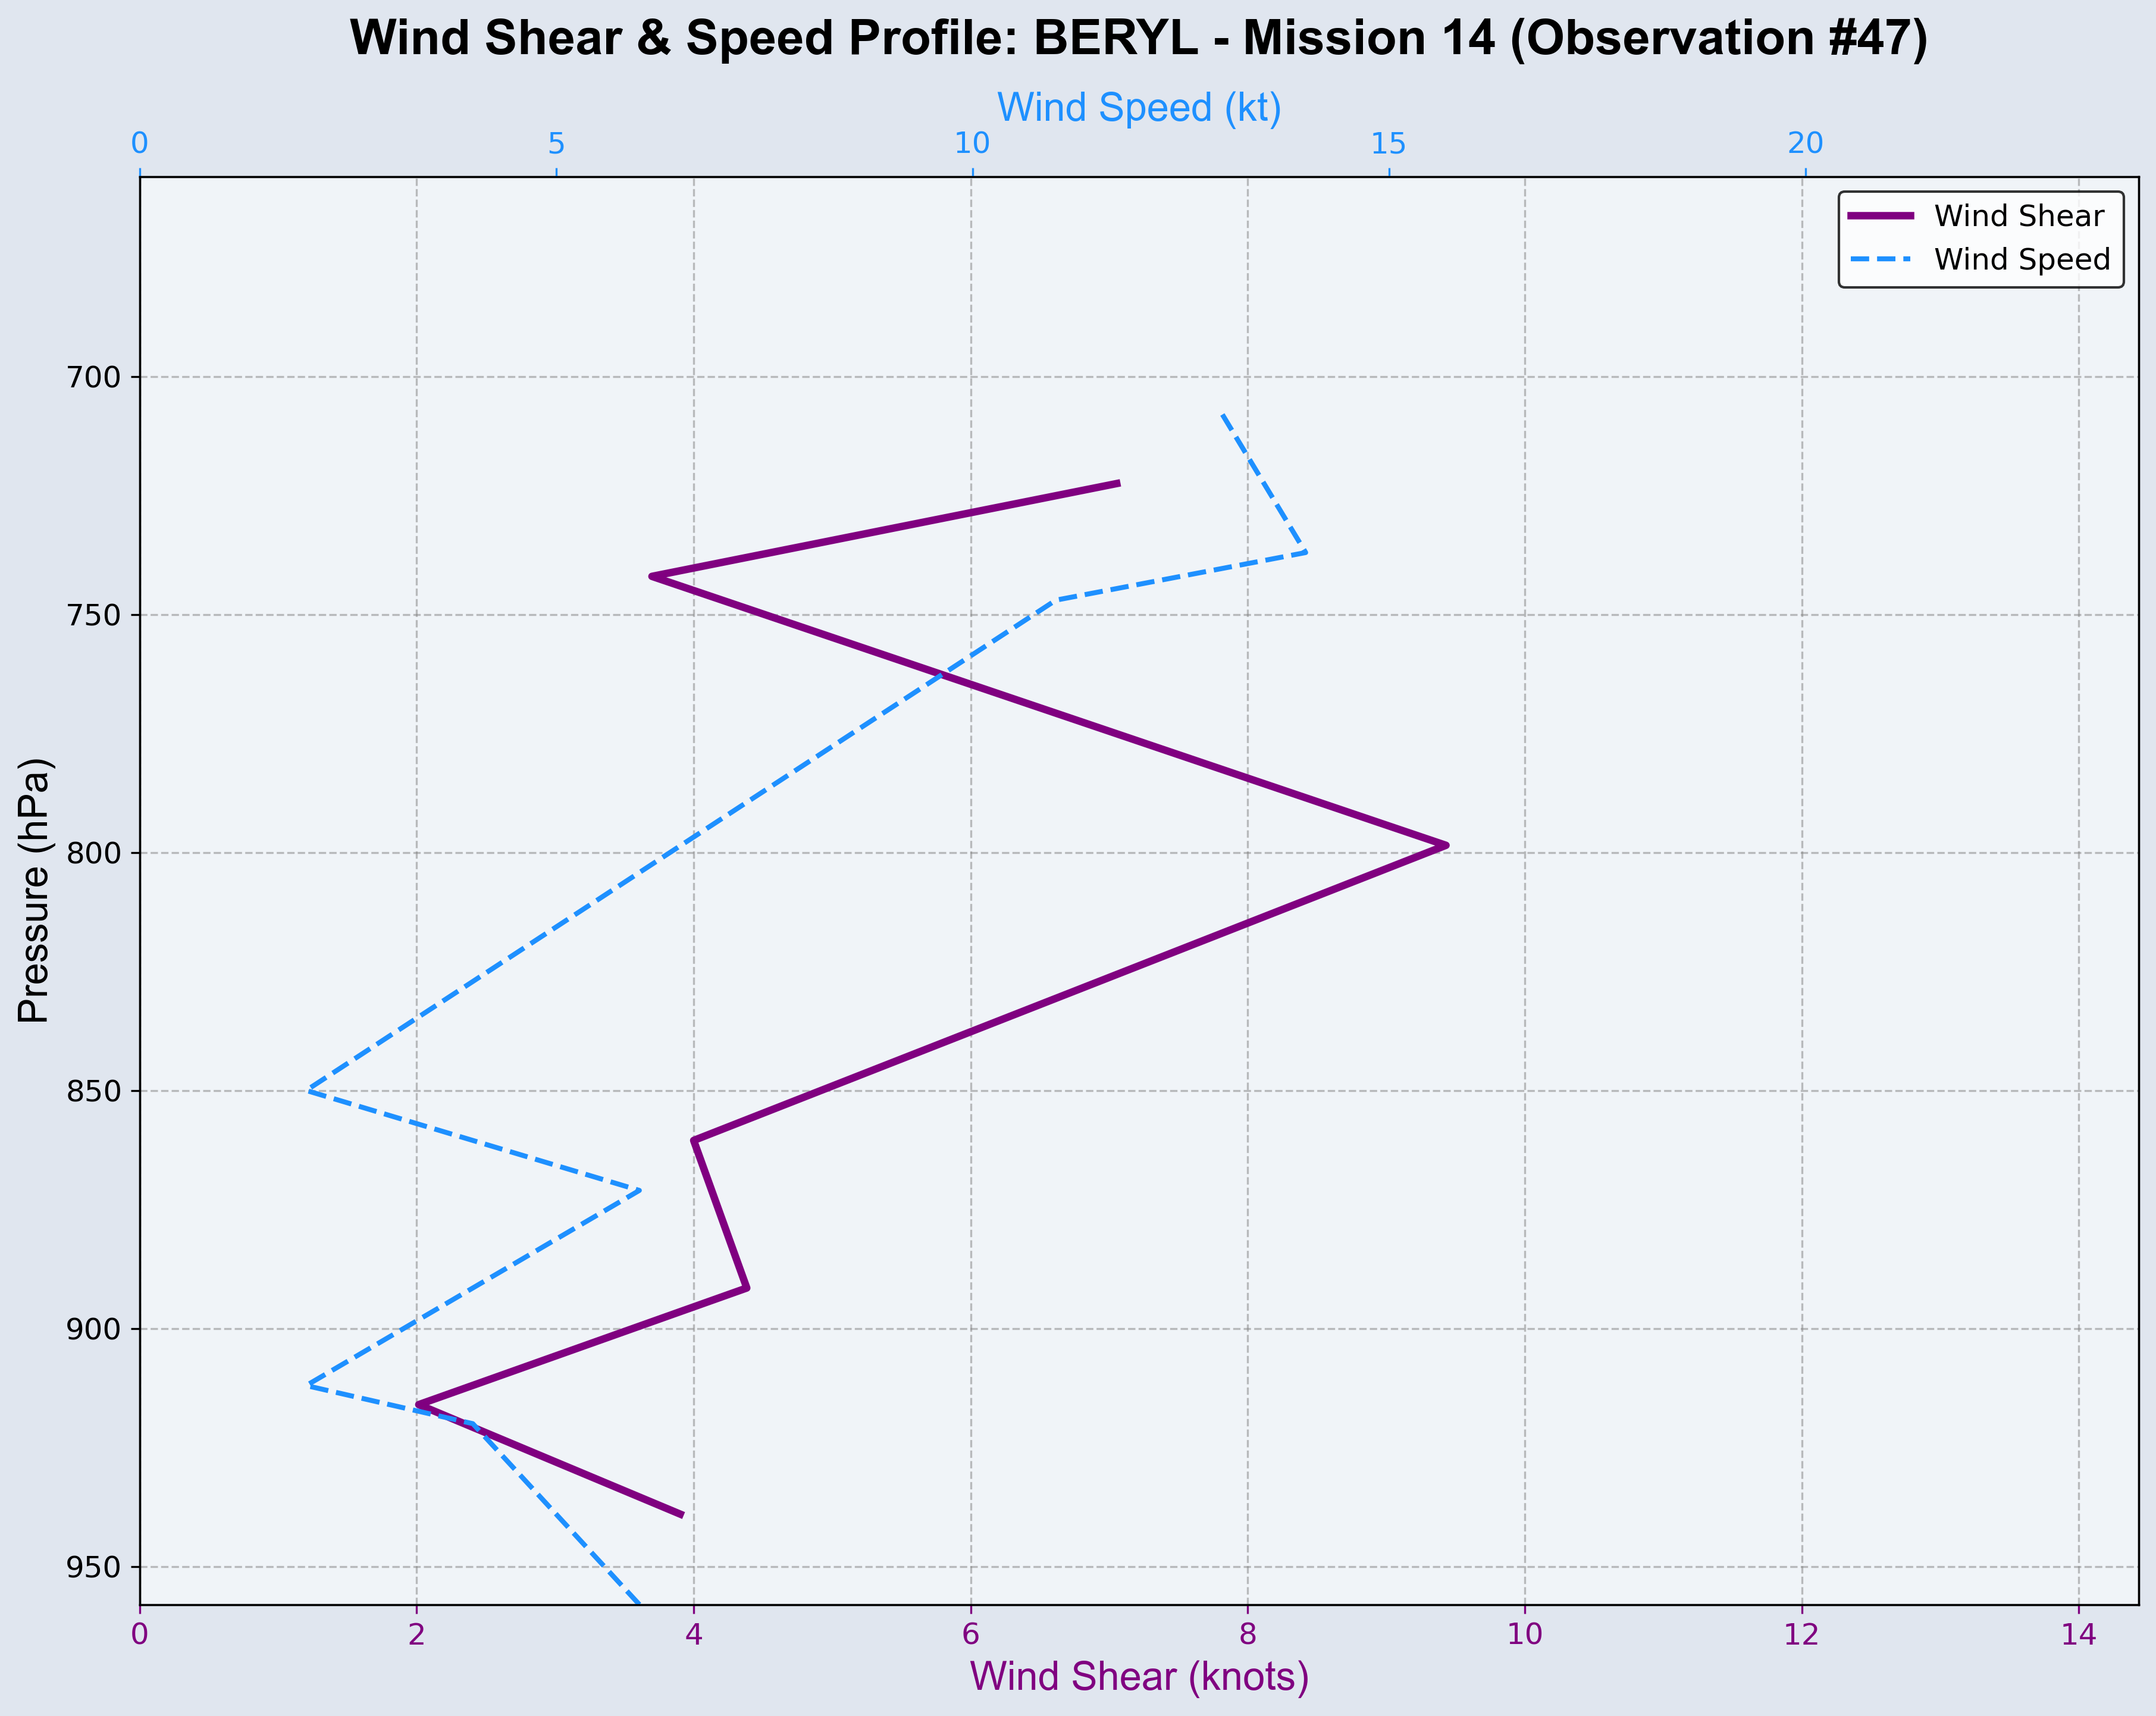 Wind Shear & Speed Profile: BERYL - Mission 14 (Observation #47)
Wind Speed (kt)
0 5 10 15 20
Wind Shear
Wind Speed
Pressure (hPa)
700
750
800
850
900
950
0 2 4 6 8 10 12 14
Wind Shear (knots)